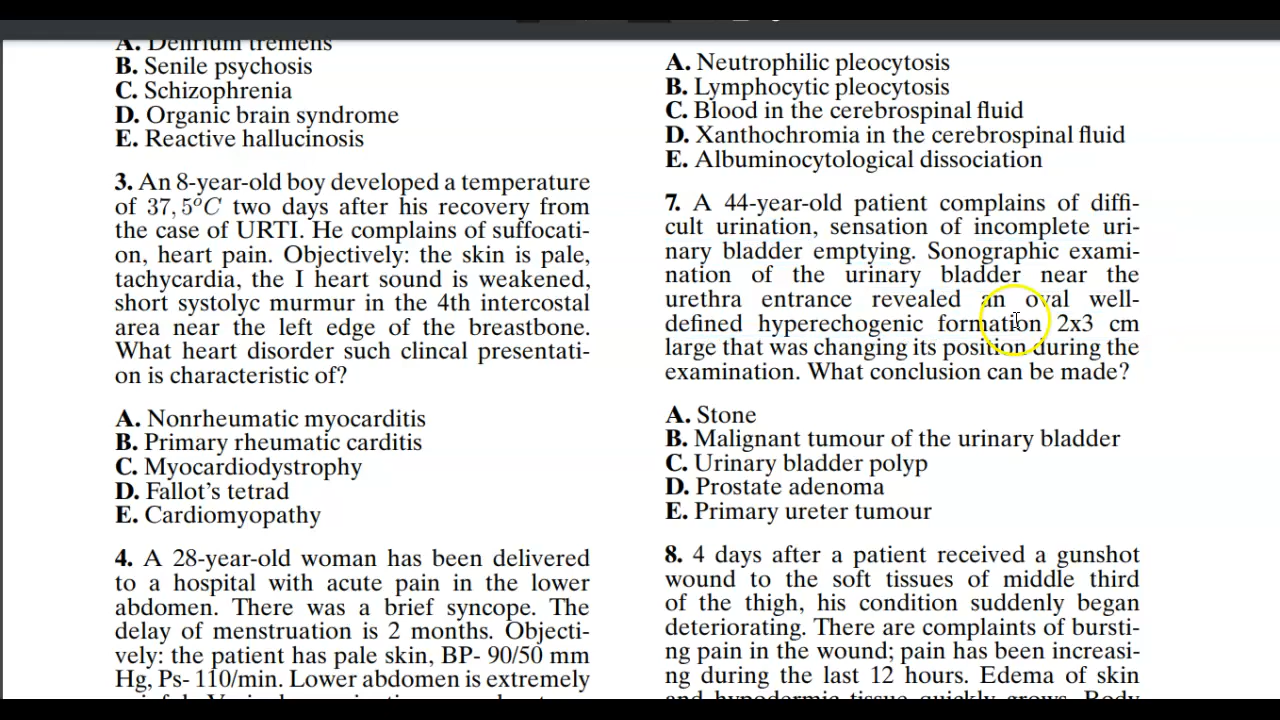 A. Delirium tremens
B. Senile psychosis
C. Schizophrenia
D. Organic brain syndrome
E. Reactive hallucinosis
3. An 8-year-old boy developed a temperature
of 37,5°C two days after his recovery from
the case of URTI. He complains of suffocati-
on, heart pain. Objectively: the skin is pale,
tachycardia, the I heart sound is weakened,
short systolyc murmur in the 4th intercostal
area near the left edge of the breastbone.
What heart disorder such clincal presentati-
on is characteristic of?
A. Nonrheumatic myocarditis
B. Primary rheumatic carditis
C. Myocardiodystrophy
D. Fallot's tetrad
E. Cardiomyopathy
4. A 28-year-old woman has been delivered
to a hospital with acute pain in the lower
abdomen. There was a brief syncope. The
delay of menstruation is 2 months. Objecti-
vely: the patient has pale skin, BP- 90/50 mm
Hg, Ps- 110/min. Lower abdomen is extremely
A. Neutrophilic pleocytosis
B. Lymphocytic pleocytosis
C. Blood in the cerebrospinal fluid
D. Xanthochromia in the cerebrospinal fluid
E. Albuminocytological dissociation
7. A 44-year-old patient complains of diffi-
cult urination, sensation of incomplete uri-
nary bladder emptying. Sonographic exami-
nation of the urinary bladder near the
urethra entrance revealed an oval well-
defined hyperechogenic formation 2x3 cm
large that was changing its position during the
examination. What conclusion can be made?
A. Stone
B. Malignant tumour of the urinary bladder
C. Urinary bladder polyp
D. Prostate adenoma
E. Primary ureter tumour
8. 4 days after a patient received a gunshot
wound to the soft tissues of middle third
of the thigh, his condition suddenly began
deteriorating. There are complaints of bursti-
ng pain in the wound; pain has been increasi-
ng during the last 12 hours. Edema of skin
and hypodermic tissue quickly grows. Body